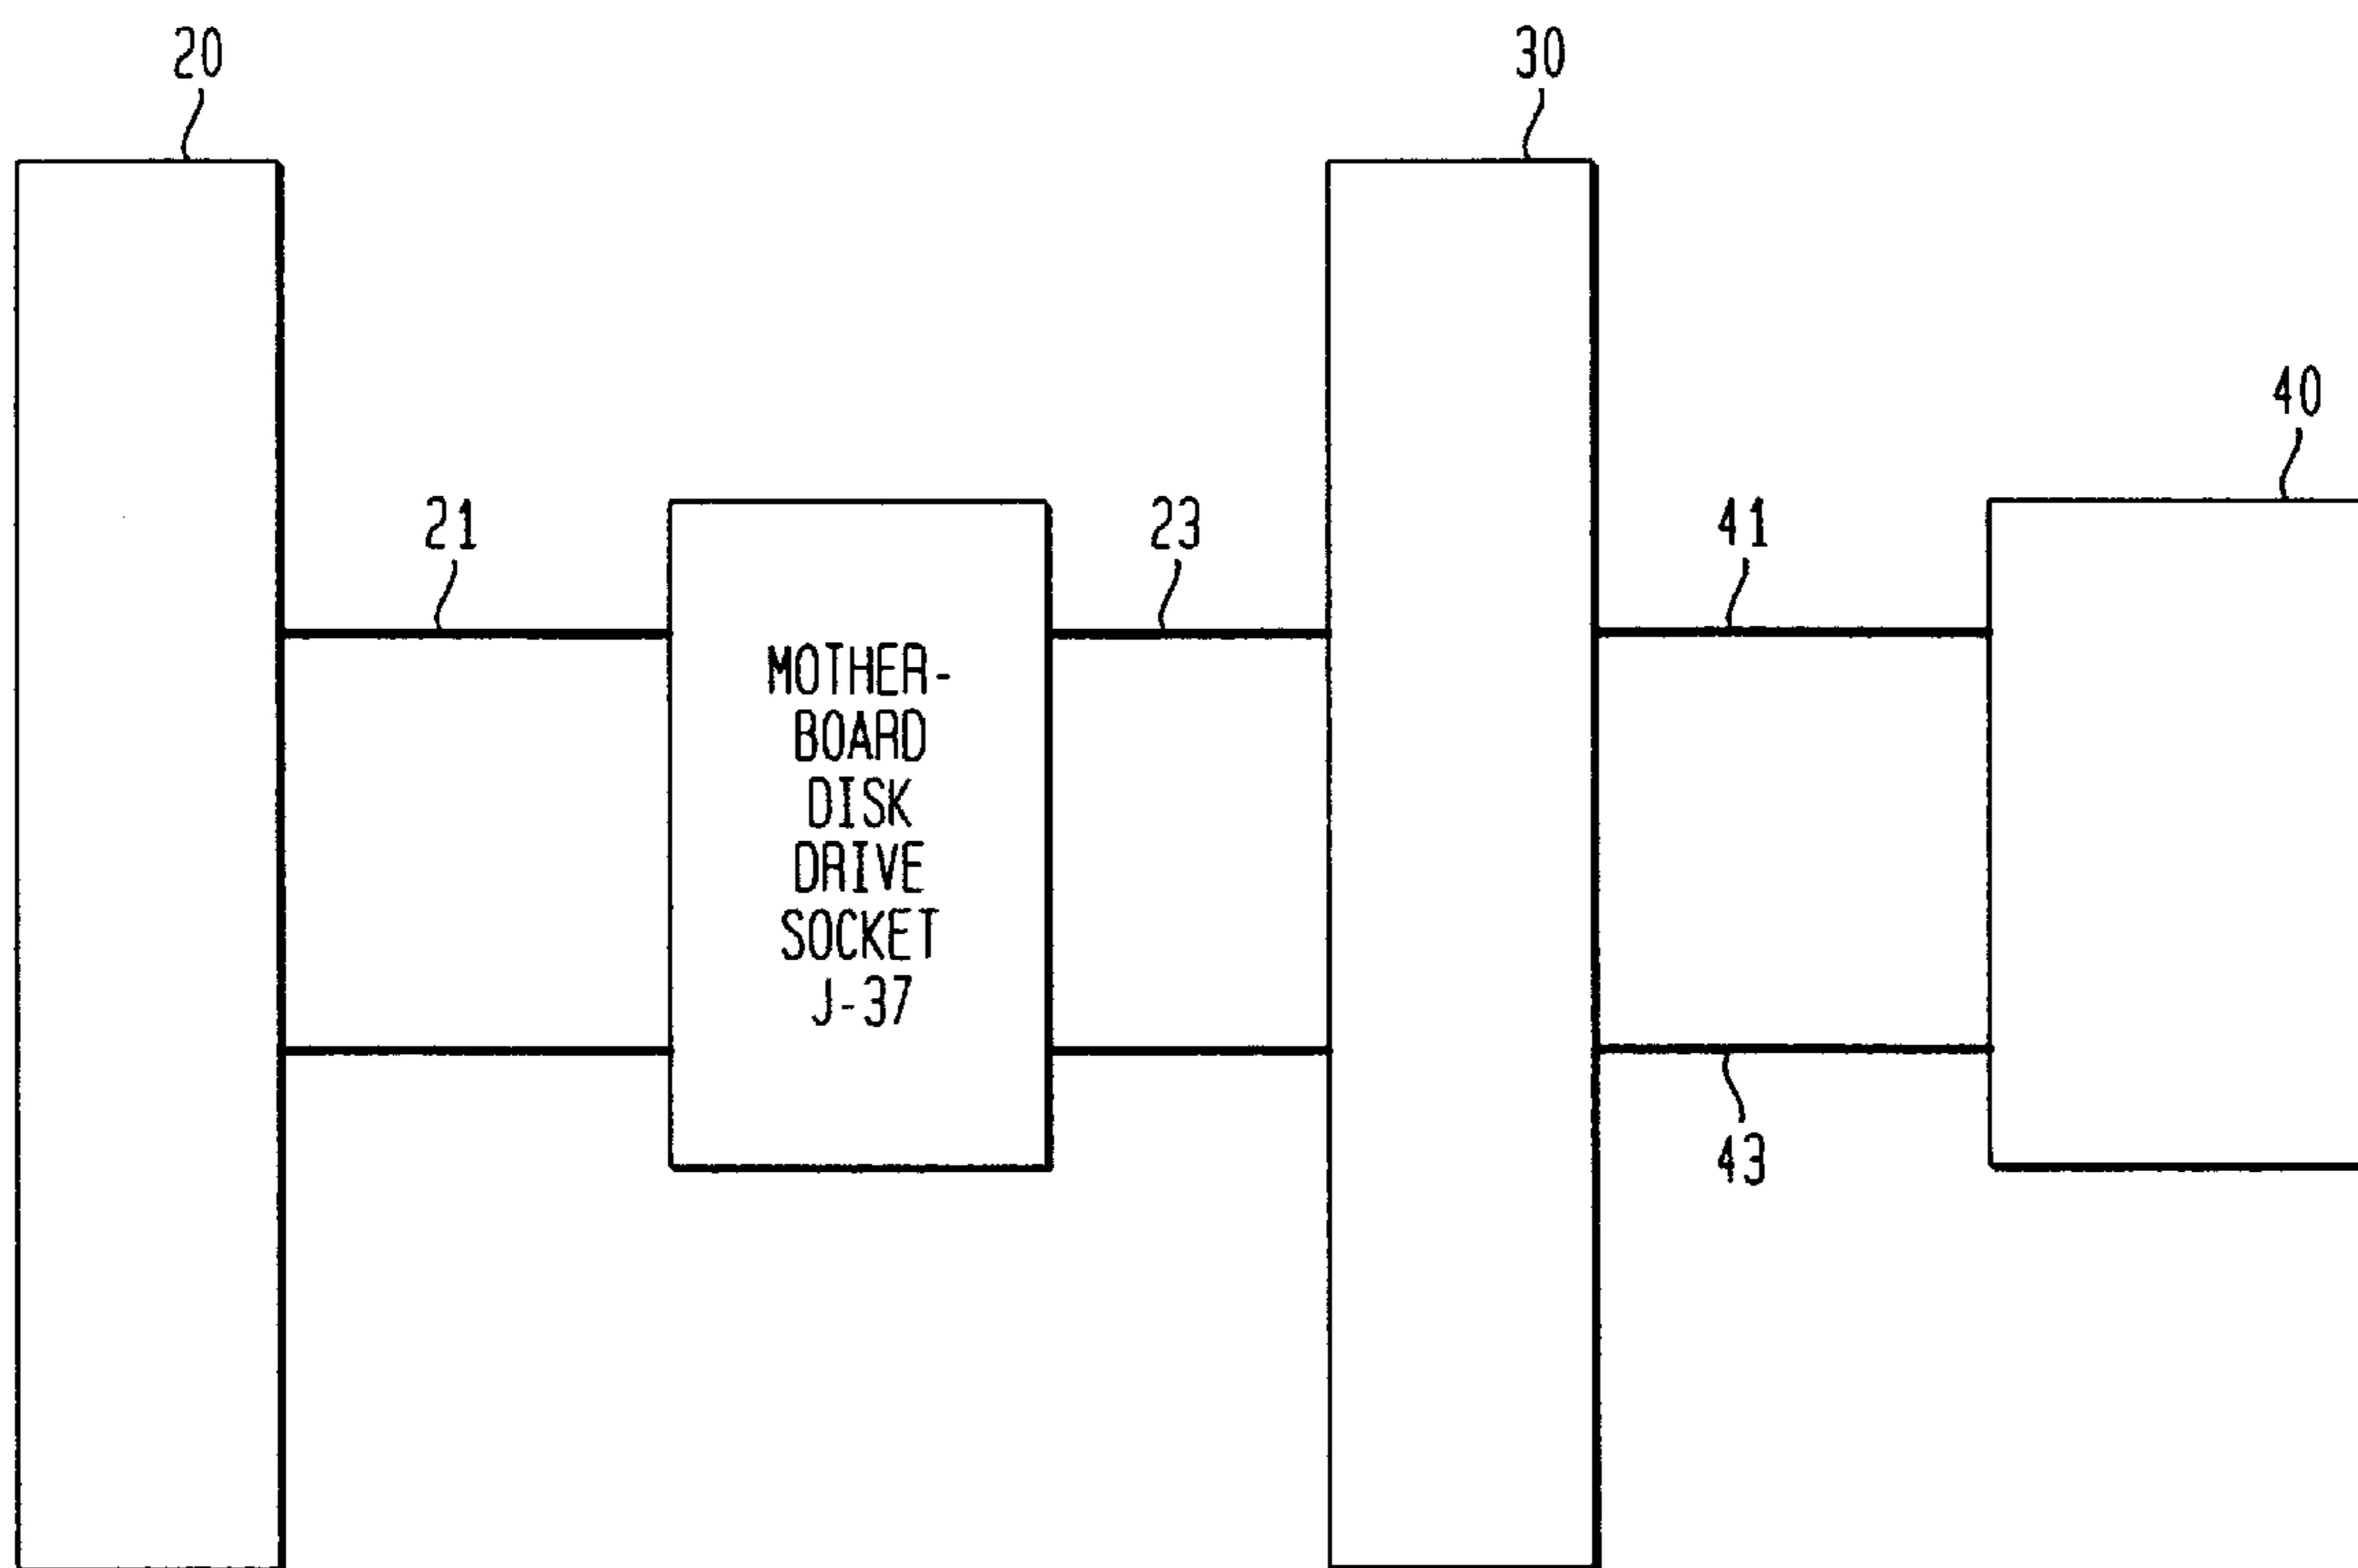 20
30
40
21
23
41
MOTHER-
BOARD
DISK
DRIVE
SOCKET
J-37
43